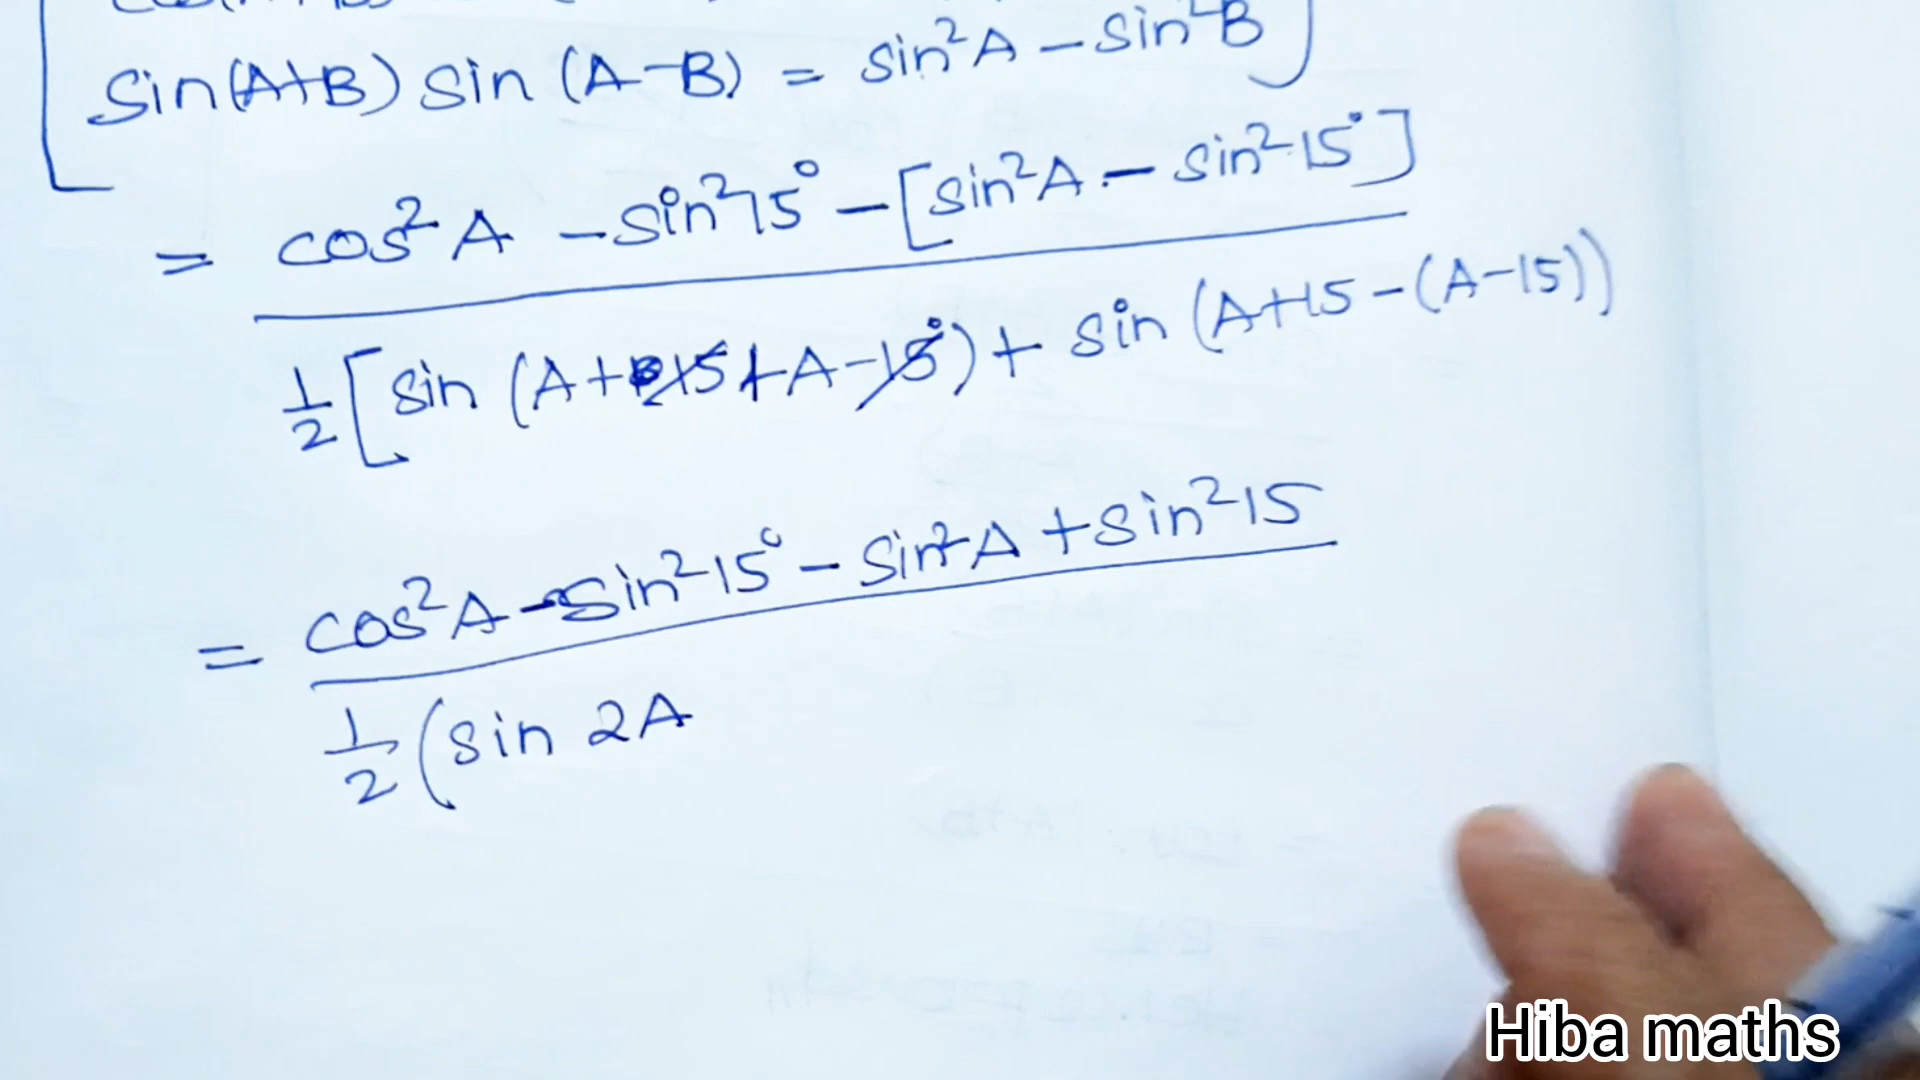 Sin(A+B) Sin (A-B) = sin²A - sin²B]
= cos²A - sin²15° - [sin²A - sin²15°]
1/2 [sin (A+15+A-15°) + sin (A+15-(A-15))
= cos²A - sin²15° - sin²A + sin²15
1/2 (sin 2A
Hiba maths